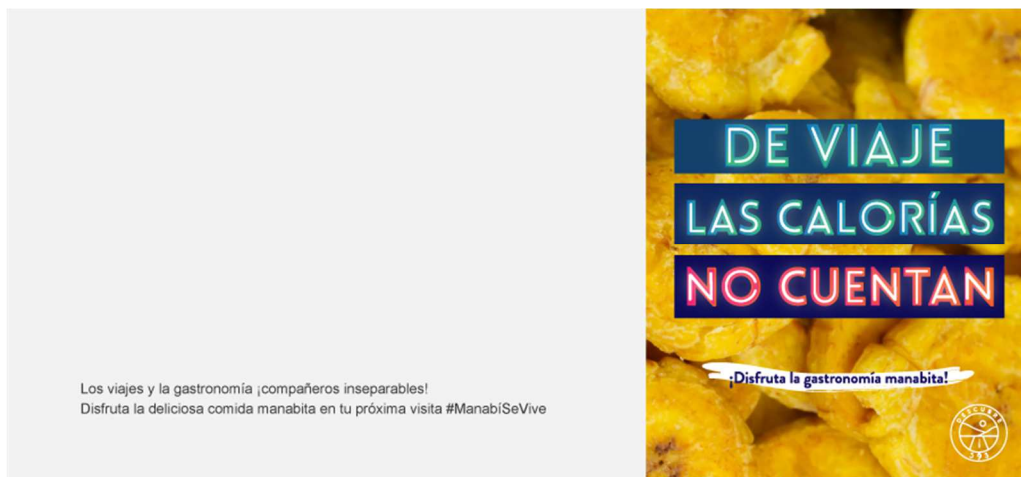 DE VIAJE
LAS CALORÍAS
NO CUENTAN
¡Disfruta la gastronomía manabita!
Los viajes y la gastronomía ¡compañeros inseparables!
Disfruta la deliciosa comida manabita en tu próxima visita #ManabíSeVive